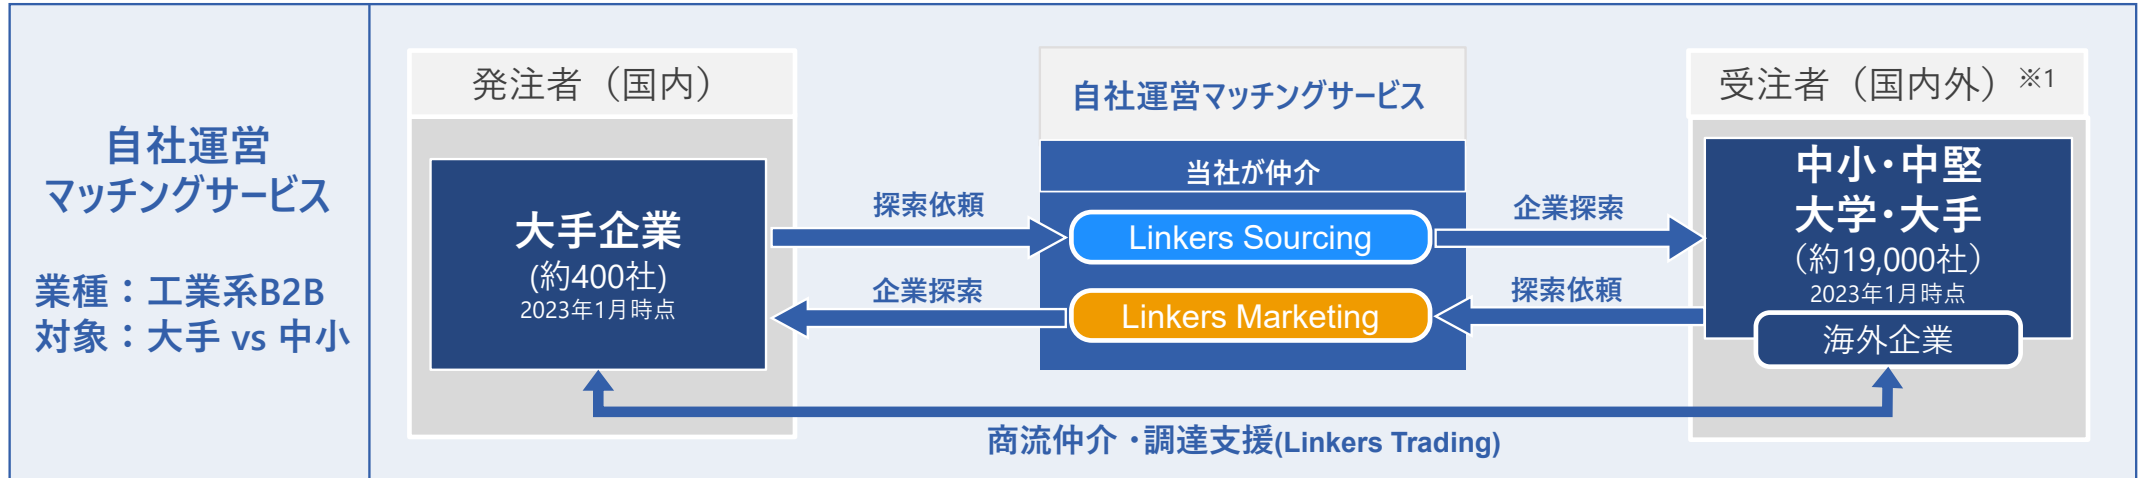 自社運営
マッチングサービス
業種：工業系B2B
対象：大手 vs 中小
発注者（国内）
大手企業
(約400社)
2023年1月時点
探索依頼
企業探索
自社運営マッチングサービス
当社が仲介
Linkers Sourcing
Linkers Marketing
企業探索
探索依頼
受注者（国内外）※1
中小・中堅
大学・大手
（約19,000社）
2023年1月時点
海外企業
商流仲介・調達支援(Linkers Trading)